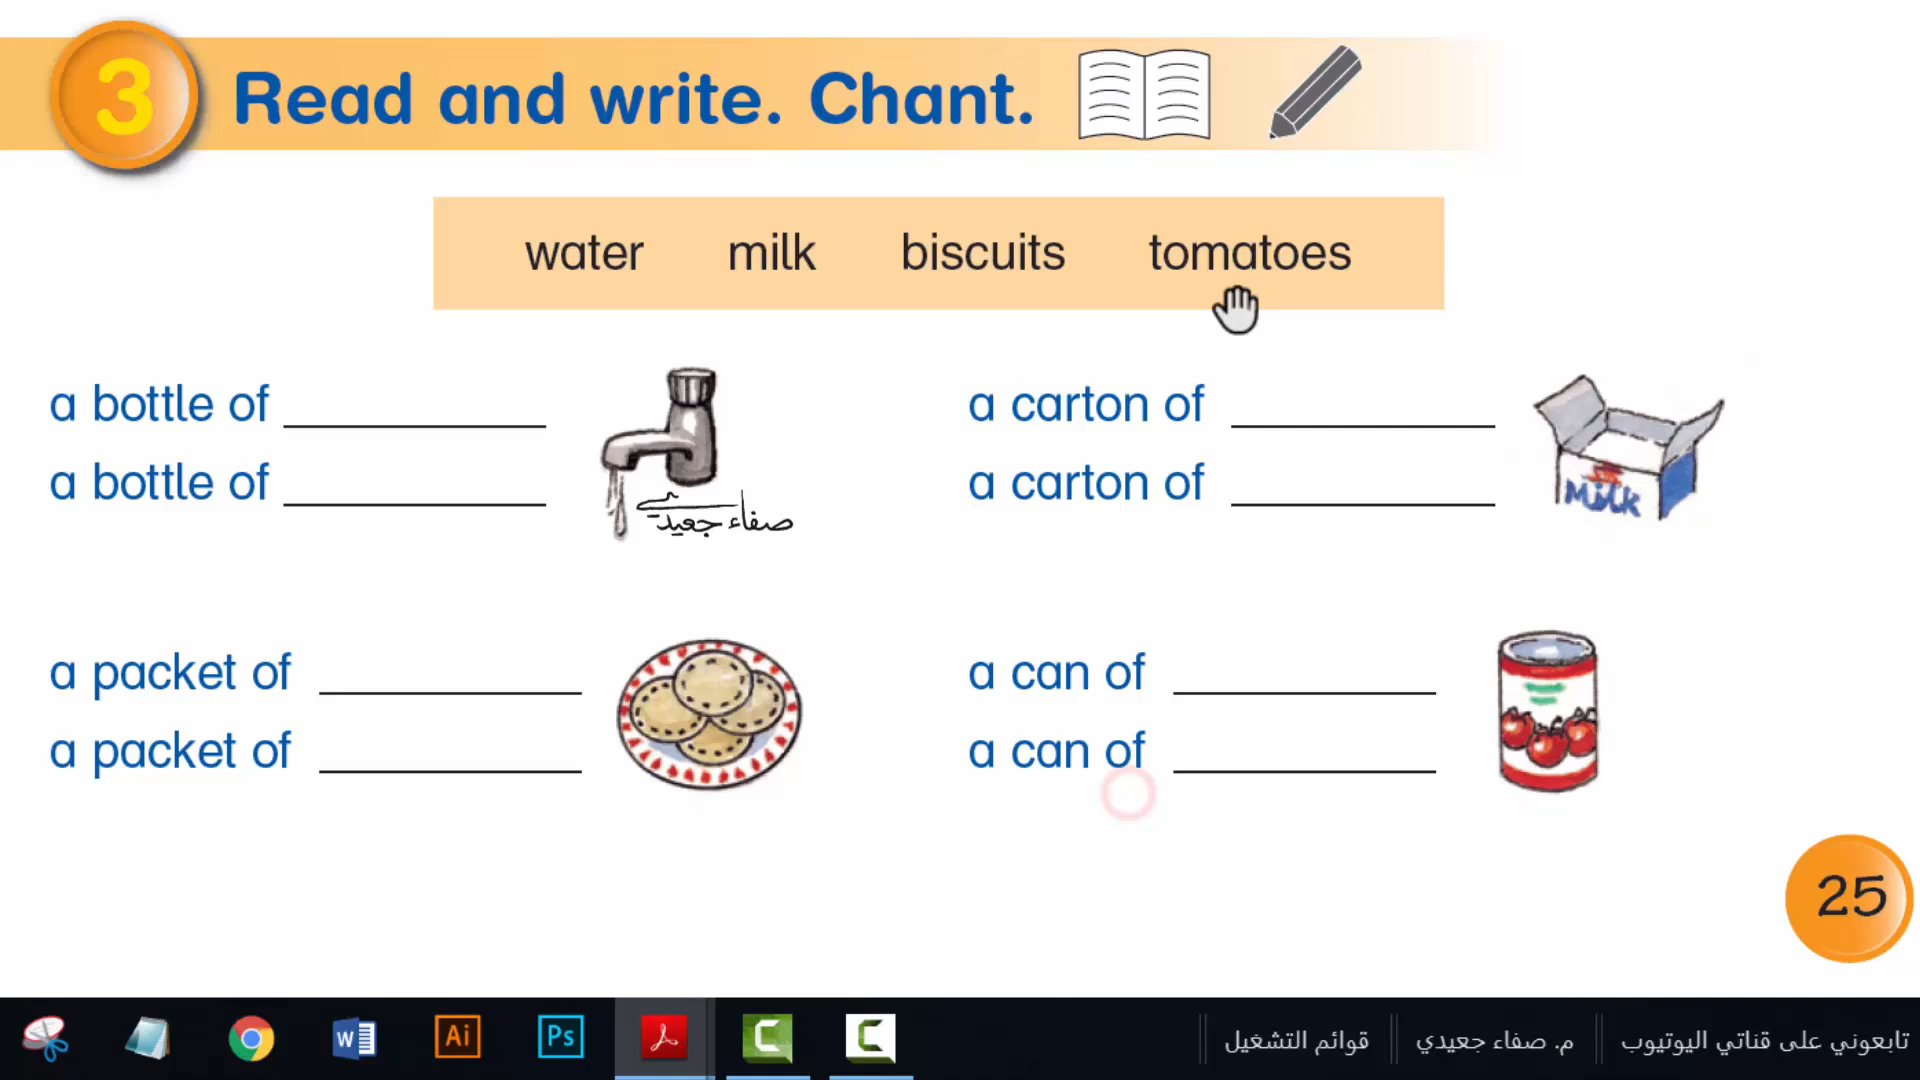 3 Read and write. Chant.
water milk biscuits tomatoes
a bottle of
a bottle of
صفاء جعيدي
a carton of
a carton of
Milk
a packet of
a packet of
a can of
a can of
25
W
Ai
Ps
قوائم التشغيل
م. صفاء جعيدي
تابعوني على قناتي اليوتيوب